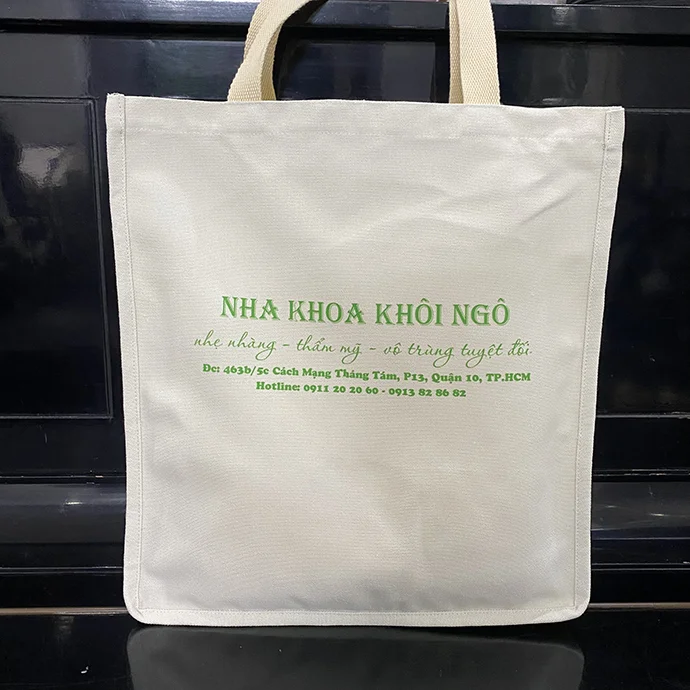 NHA KHOA KHÔI NGÔ
nhẹ nhàng - thẩm mỹ - vô trùng tuyệt đối.
Đc: 463b/5c Cách Mạng Tháng Tám, P13, Quận 10, TP.HCM
Hotline: 0911 20 20 60 - 0913 82 86 82